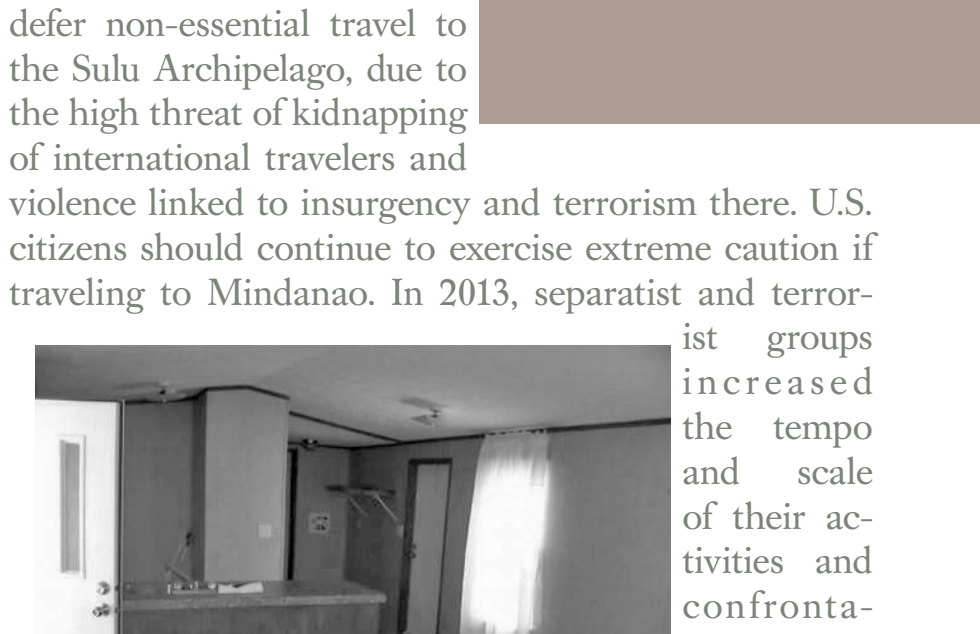 defer non-essential travel to
the Sulu Archipelago, due to
the high threat of kidnapping
of international travelers and
violence linked to insurgency and terrorism there. U.S.
citizens should continue to exercise extreme caution if
traveling to Mindanao. In 2013, separatist and terror-
ist groups
increased
the tempo
and scale
of their ac-
tivities and
confronta-